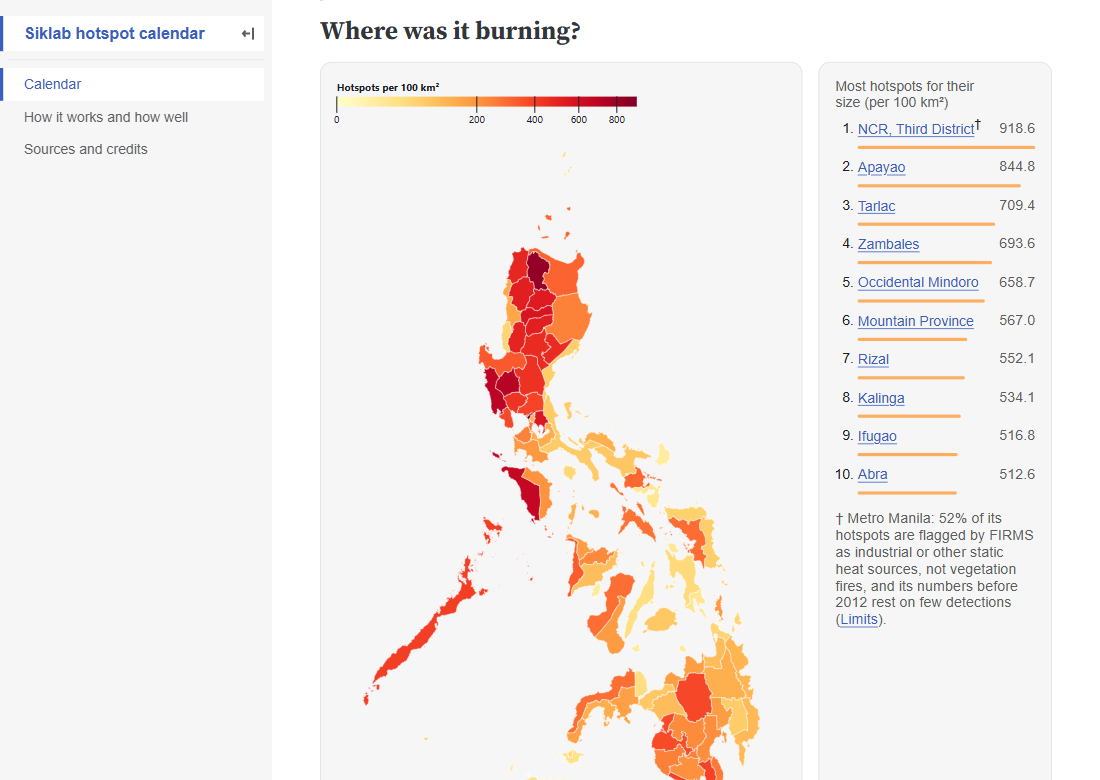 Siklab hotspot calendar
Calendar
How it works and how well
Sources and credits
Where was it burning?
Hotspots per 100 km²
0 200 400 600 800
Most hotspots for their
size (per 100 km²)
1. NCR, Third District† 918.6
2. Apayao 844.8
3. Tarlac 709.4
4. Zambales 693.6
5. Occidental Mindoro 658.7
6. Mountain Province 567.0
7. Rizal 552.1
8. Kalinga 534.1
9. Ifugao 516.8
10. Abra 512.6
† Metro Manila: 52% of its
hotspots are flagged by FIRMS
as industrial or other static
heat sources, not vegetation
fires, and its numbers before
2012 rest on few detections
(Limits).